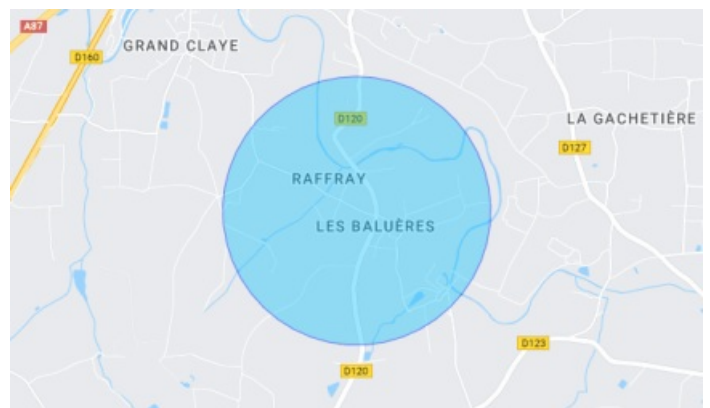 A87
GRAND CLAYE
D160
D120
LA GACHETIÈRE
D127
RAFFRAY
LES BALUÈRES
D123
D120